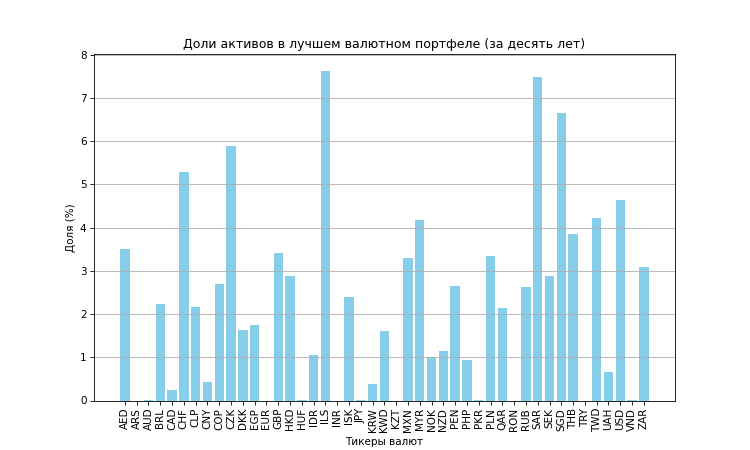 Доли активов в лучшем валютном портфеле (за десять лет)
8
7
6
5
4
3
2
1
0
Доля (%)
AED ARS AUD BRL CAD CHF CLP CNY COP CZK DKK EGP EUR GBP HKD HUF IDR ILS INR ISK JPY KRW KWD KZT MXN MYR NOK NZD PEN PHP PKR PLN QAR RON RUB SAR SEK SGD THB TRY TWD UAH USD VND ZAR
Тикеры валют